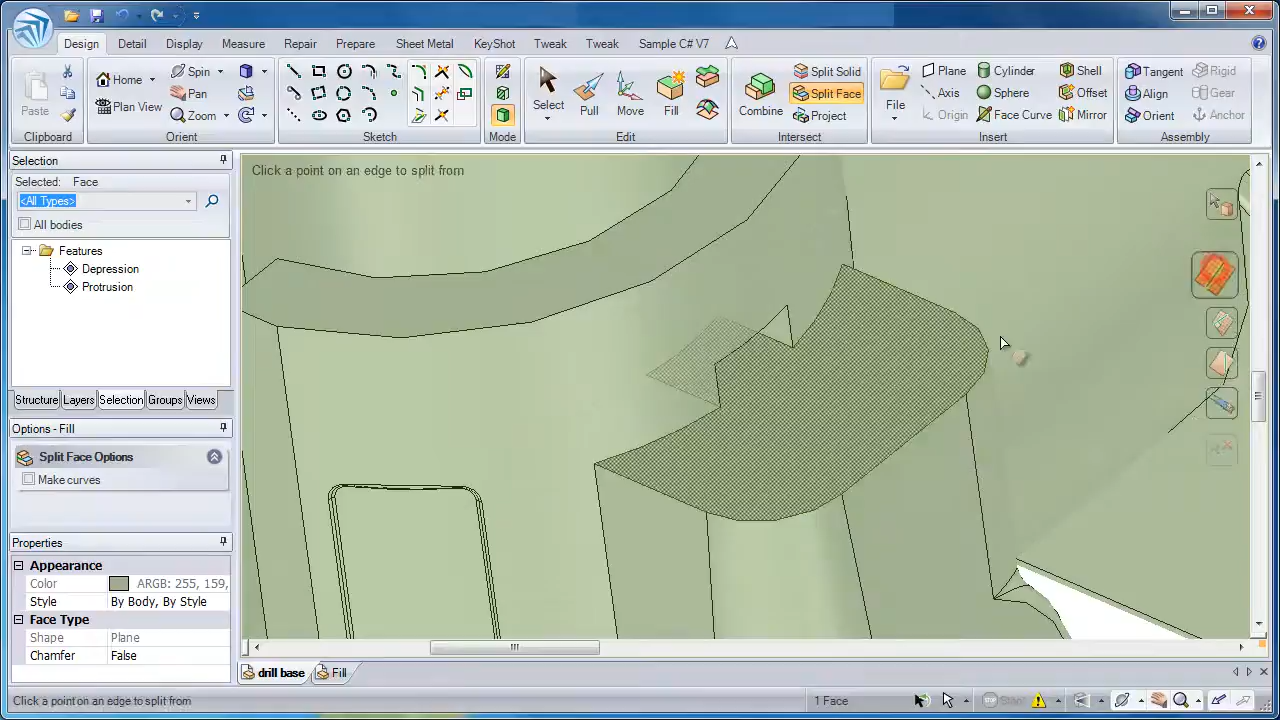 Design Detail Display Measure Repair Prepare Sheet Metal KeyShot Tweak Tweak Sample C# V7
Paste
Clipboard
Home
Plan View
Spin
Pan
Zoom
Orient
Sketch
Mode
Select
Pull
Move
Fill
Edit
Combine
Split Solid
Split Face
Project
Intersect
File
Plane
Axis
Origin
Cylinder
Sphere
Face Curve
Shell
Offset
Mirror
Insert
Tangent
Align
Orient
Rigid
Gear
Anchor
Assembly
Selection
Selected: Face
<All Types>
All bodies
Features
Depression
Protrusion
Structure Layers Selection Groups Views
Options - Fill
Split Face Options
Make curves
Properties
Appearance
Color ARGB: 255, 159,
Style By Body, By Style
Face Type
Shape Plane
Chamfer False
Click a point on an edge to split from
drill base Fill
Click a point on an edge to split from
1 Face